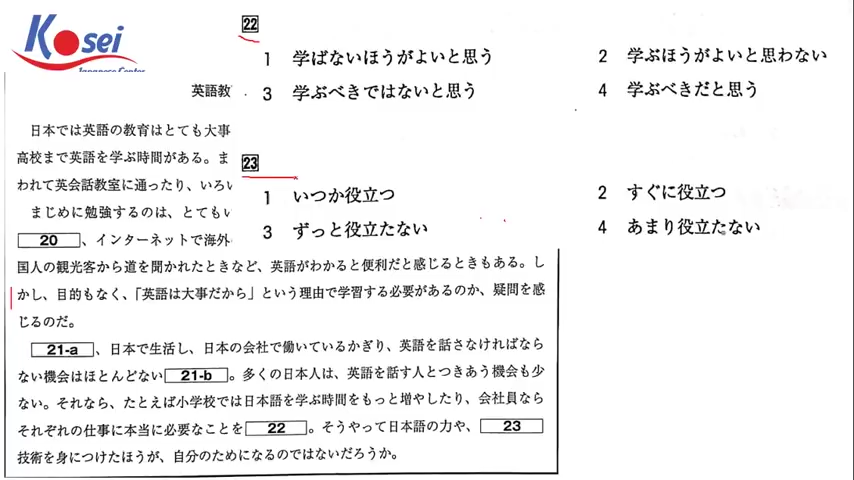 Kosei
Japanese Center
22
1 学ばないほうがよいと思う
2 学ぶほうがよいと思わない
3 学ぶべきではないと思う
4 学ぶべきだと思う
23
1 いつか役立つ
2 すぐに役立つ
3 ずっと役立たない
4 あまり役立たない
英語教
日本では英語の教育はとても大事
高校まで英語を学ぶ時間がある。ま
われて英会話教室に通ったり、いろい
まじめに勉強するのは、とてもい
20 、インターネットで海外
国人の観光客から道を聞かれたときなど、英語がわかると便利だと感じるときもある。し
かし、目的もなく、「英語は大事だから」という理由で学習する必要があるのか、疑問を感
じるのだ。
21-a 、日本で生活し、日本の会社で働いているかぎり、英語を話さなければなら
ない機会はほとんどない 21-b 。多くの日本人は、英語を話す人とつきあう機会も少
ない。それなら、たとえば小学校では日本語を学ぶ時間をもっと増やしたり、会社員なら
それぞれの仕事に本当に必要なことを 22 。そうやって日本語の力や、 23
技術を身につけたほうが、自分のためになるのではないだろうか。